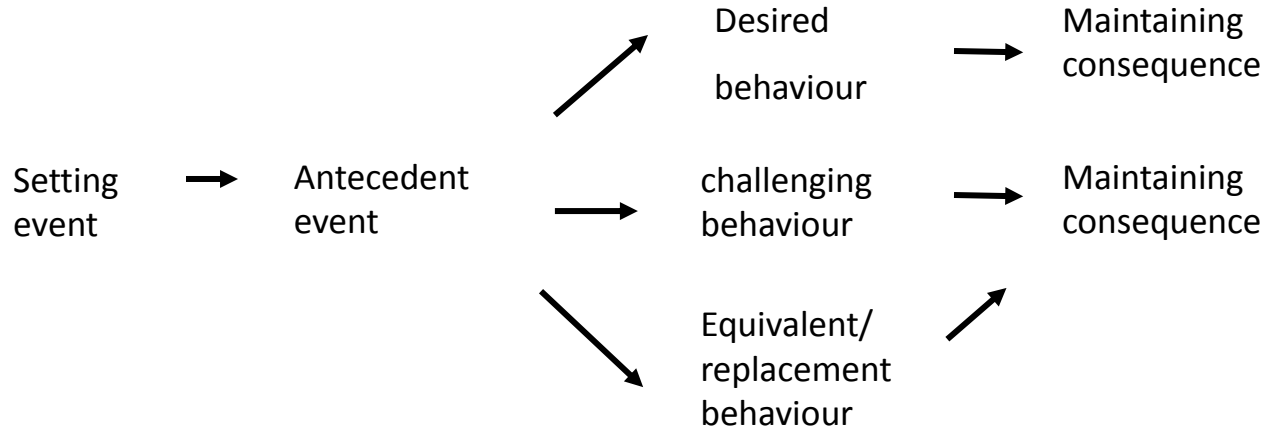 Setting
event
Antecedent
event
Desired
behaviour
Maintaining
consequence
challenging
behaviour
Maintaining
consequence
Equivalent/
replacement
behaviour